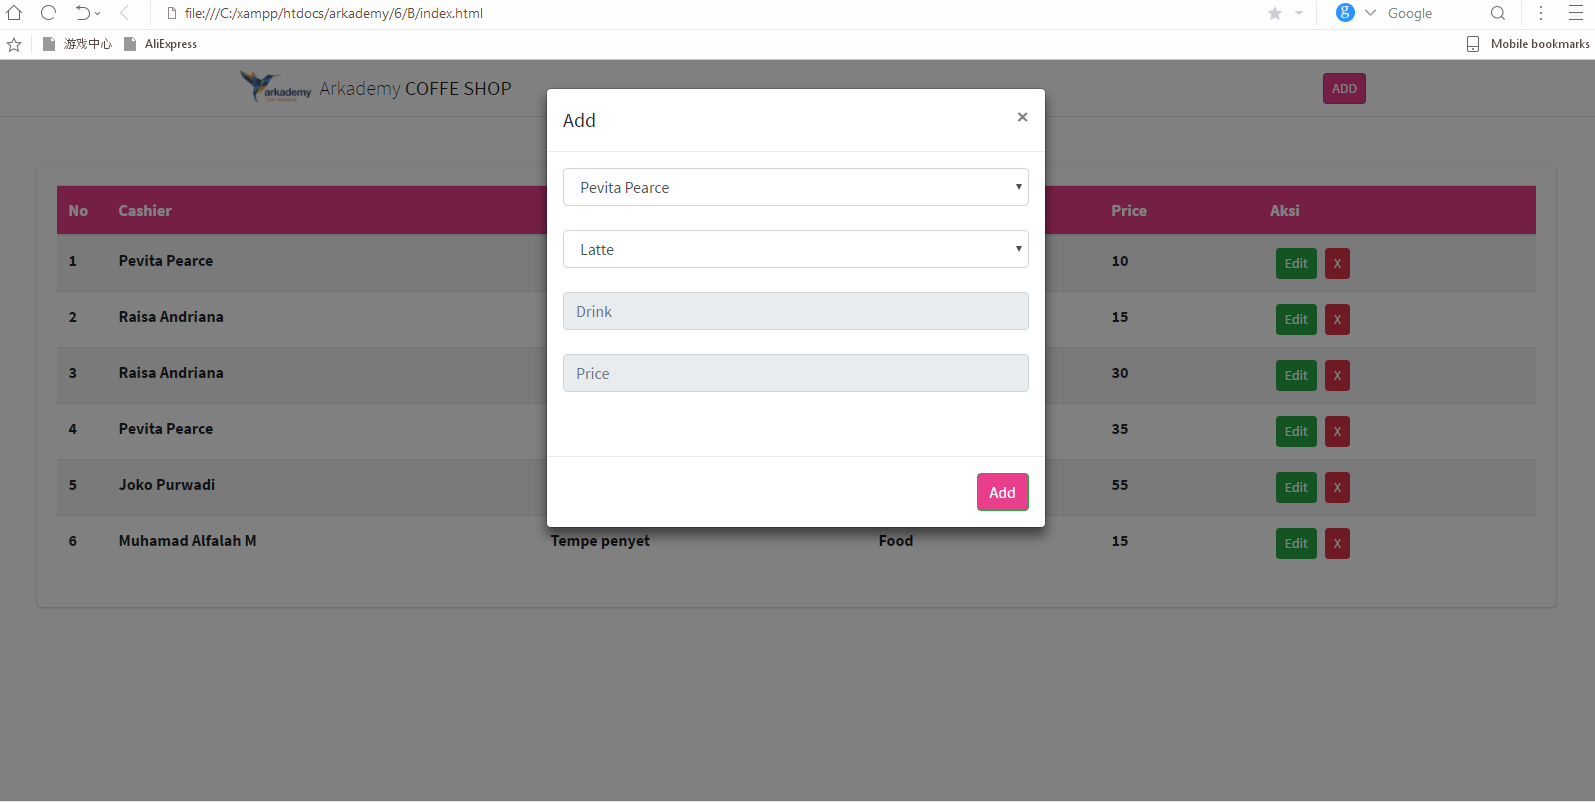 file:///C:/xampp/htdocs/arkademy/6/B/index.html
Google
游戏中心 AliExpress
Mobile bookmarks
arkademy
Arkademy COFFE SHOP
ADD
Add ×
Pevita Pearce
Latte
Drink
Price
Add
No Cashier Price Aksi
1 Pevita Pearce 10 Edit X
2 Raisa Andriana 15 Edit X
3 Raisa Andriana 30 Edit X
4 Pevita Pearce 35 Edit X
5 Joko Purwadi 55 Edit X
6 Muhamad Alfalah M Tempe penyet Food 15 Edit X